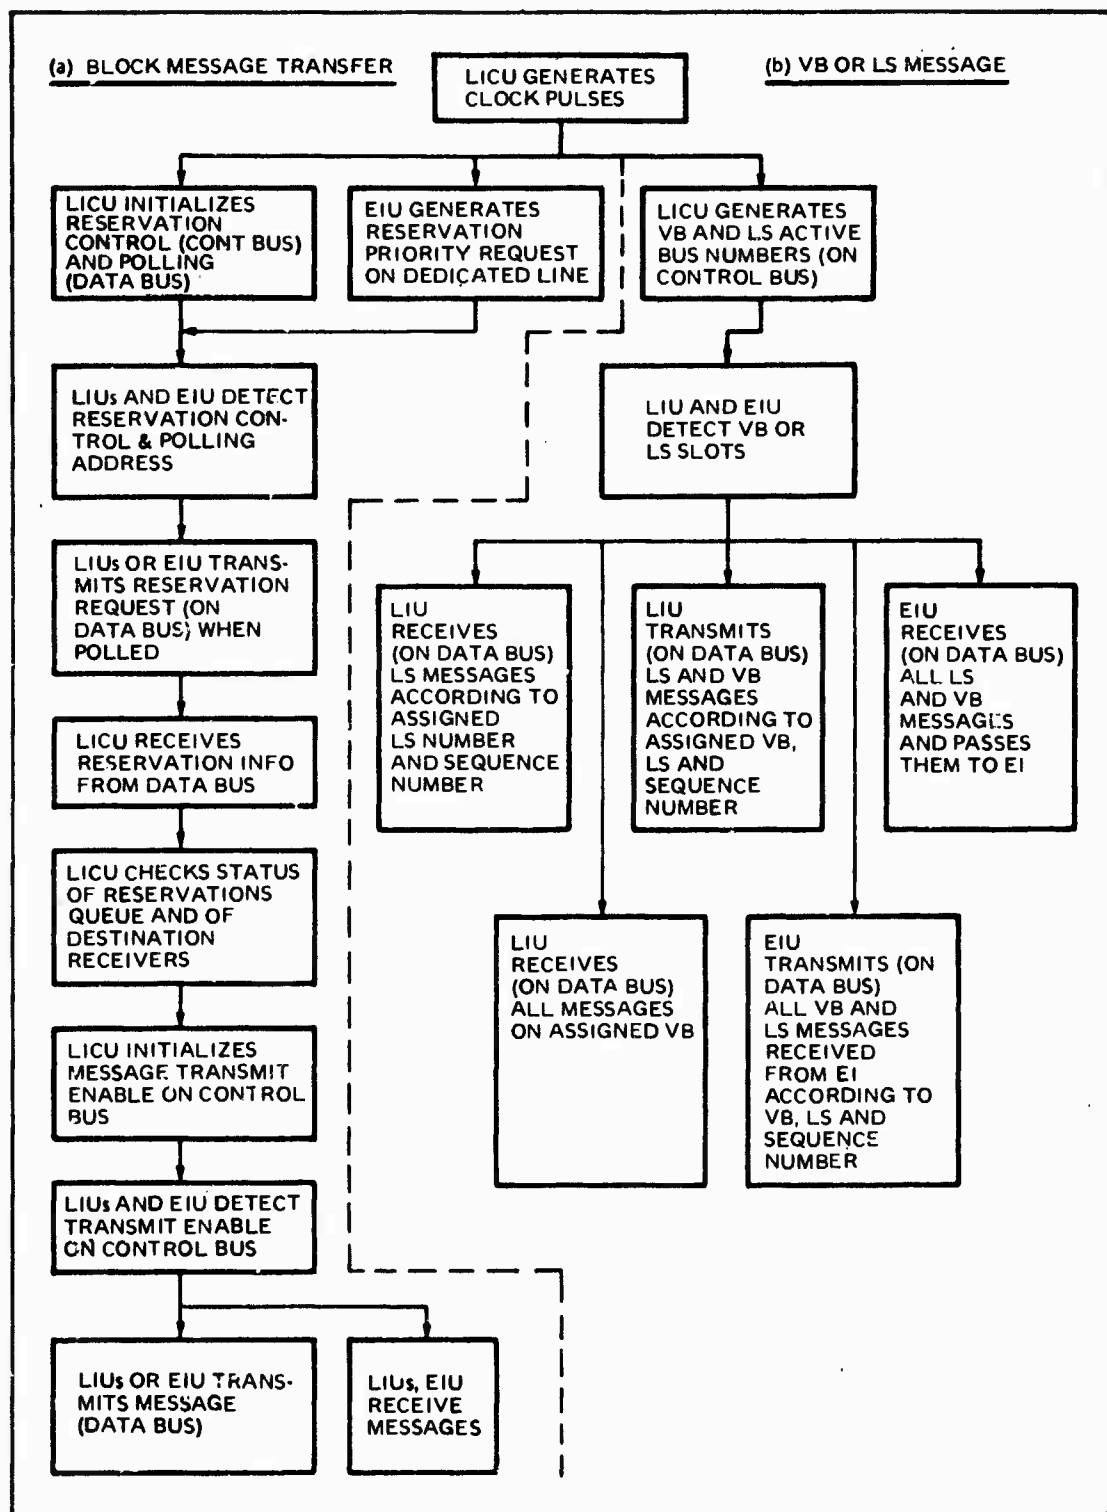 (a) BLOCK MESSAGE TRANSFER
LICU GENERATES
CLOCK PULSES
(b) VB OR LS MESSAGE
LICU INITIALIZES
RESERVATION
CONTROL (CONT BUS)
AND POLLING
(DATA BUS)
EIU GENERATES
RESERVATION
PRIORITY REQUEST
ON DEDICATED LINE
LICU GENERATES
VB AND LS ACTIVE
BUS NUMBERS (ON
CONTROL BUS)
LIUs AND EIU DETECT
RESERVATION CON-
TROL & POLLING
ADDRESS
LIU AND EIU
DETECT VB OR
LS SLOTS
LIUs OR EIU TRANS-
MITS RESERVATION
REQUEST (ON
DATA BUS) WHEN
POLLED
LICU RECEIVES
RESERVATION INFO
FROM DATA BUS
LICU CHECKS STATUS
OF RESERVATIONS
QUEUE AND OF
DESTINATION
RECEIVERS
LICU INITIALIZES
MESSAGE TRANSMIT
ENABLE ON CONTROL
BUS
LIUs AND EIU DETECT
TRANSMIT ENABLE
ON CONTROL BUS
LIUs OR EIU TRANS-
MITS MESSAGE
(DATA BUS)
LIUs, EIU
RECEIVE
MESSAGES
LIU
RECEIVES
(ON DATA BUS)
LS MESSAGES
ACCORDING TO
ASSIGNED
LS NUMBER
AND SEQUENCE
NUMBER
LIU
TRANSMITS
(ON DATA BUS)
LS AND VB
MESSAGES
ACCORDING TO
ASSIGNED VB,
LS AND
SEQUENCE
NUMBER
EIU
RECEIVES
(ON DATA BUS)
ALL LS
AND VB
MESSAGES
AND PASSES
THEM TO EI
LIU
RECEIVES
(ON DATA BUS)
ALL MESSAGES
ON ASSIGNED VB
EIU
TRANSMITS (ON
DATA BUS)
ALL VB AND
LS MESSAGES
RECEIVED
FROM EI
ACCORDING TO
VB, LS AND
SEQUENCE
NUMBER